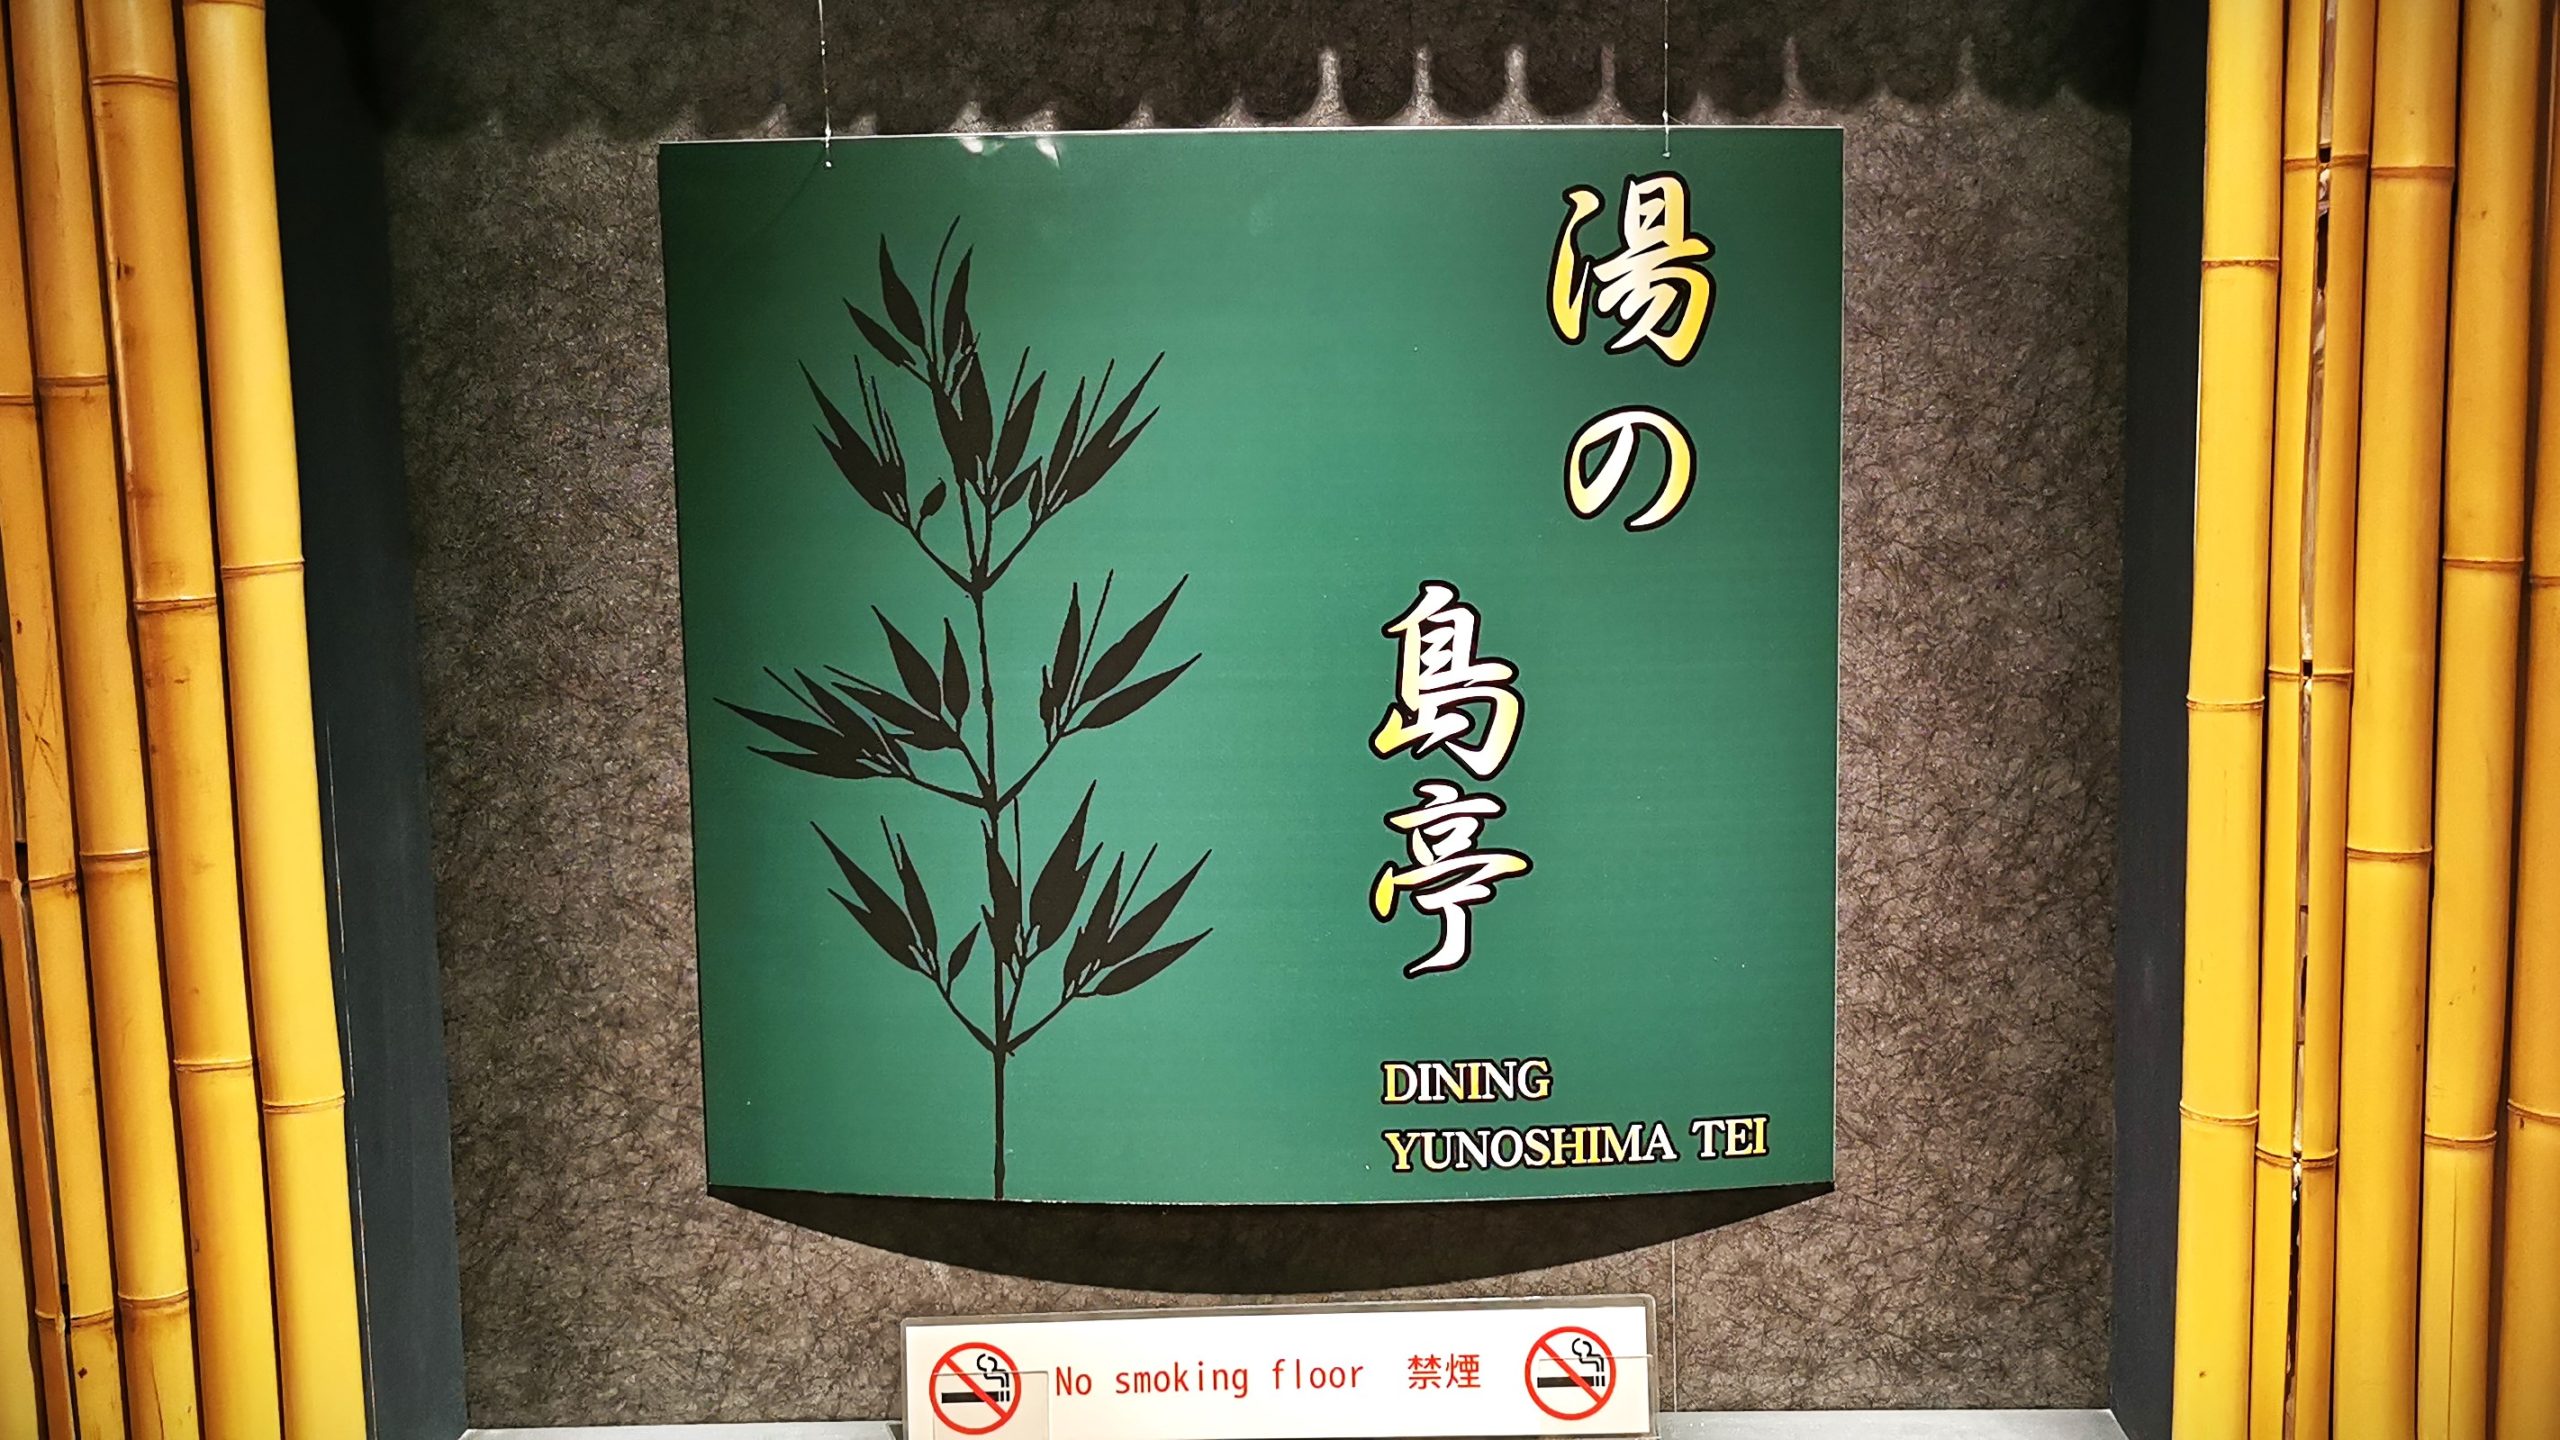 湯の
島亭
DINING
YUNOSHIMA TEI
No smoking floor 禁煙